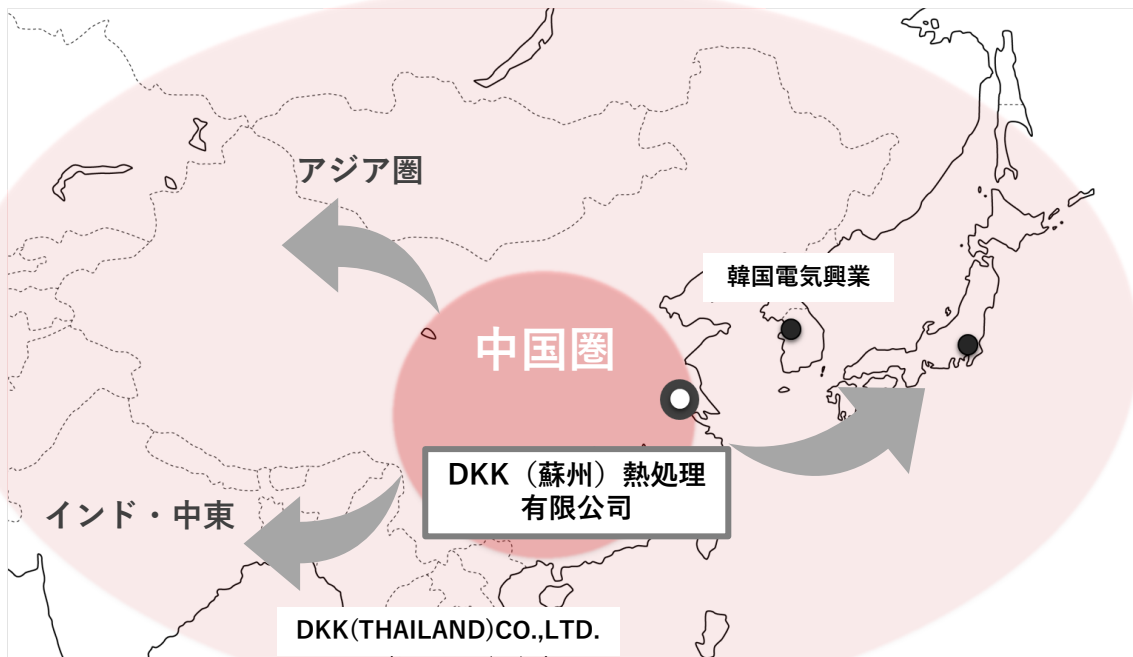 アジア圏
韓国電気興業
中国圏
DKK（蘇州）熱処理
有限公司
インド・中東
DKK(THAILAND)CO.,LTD.